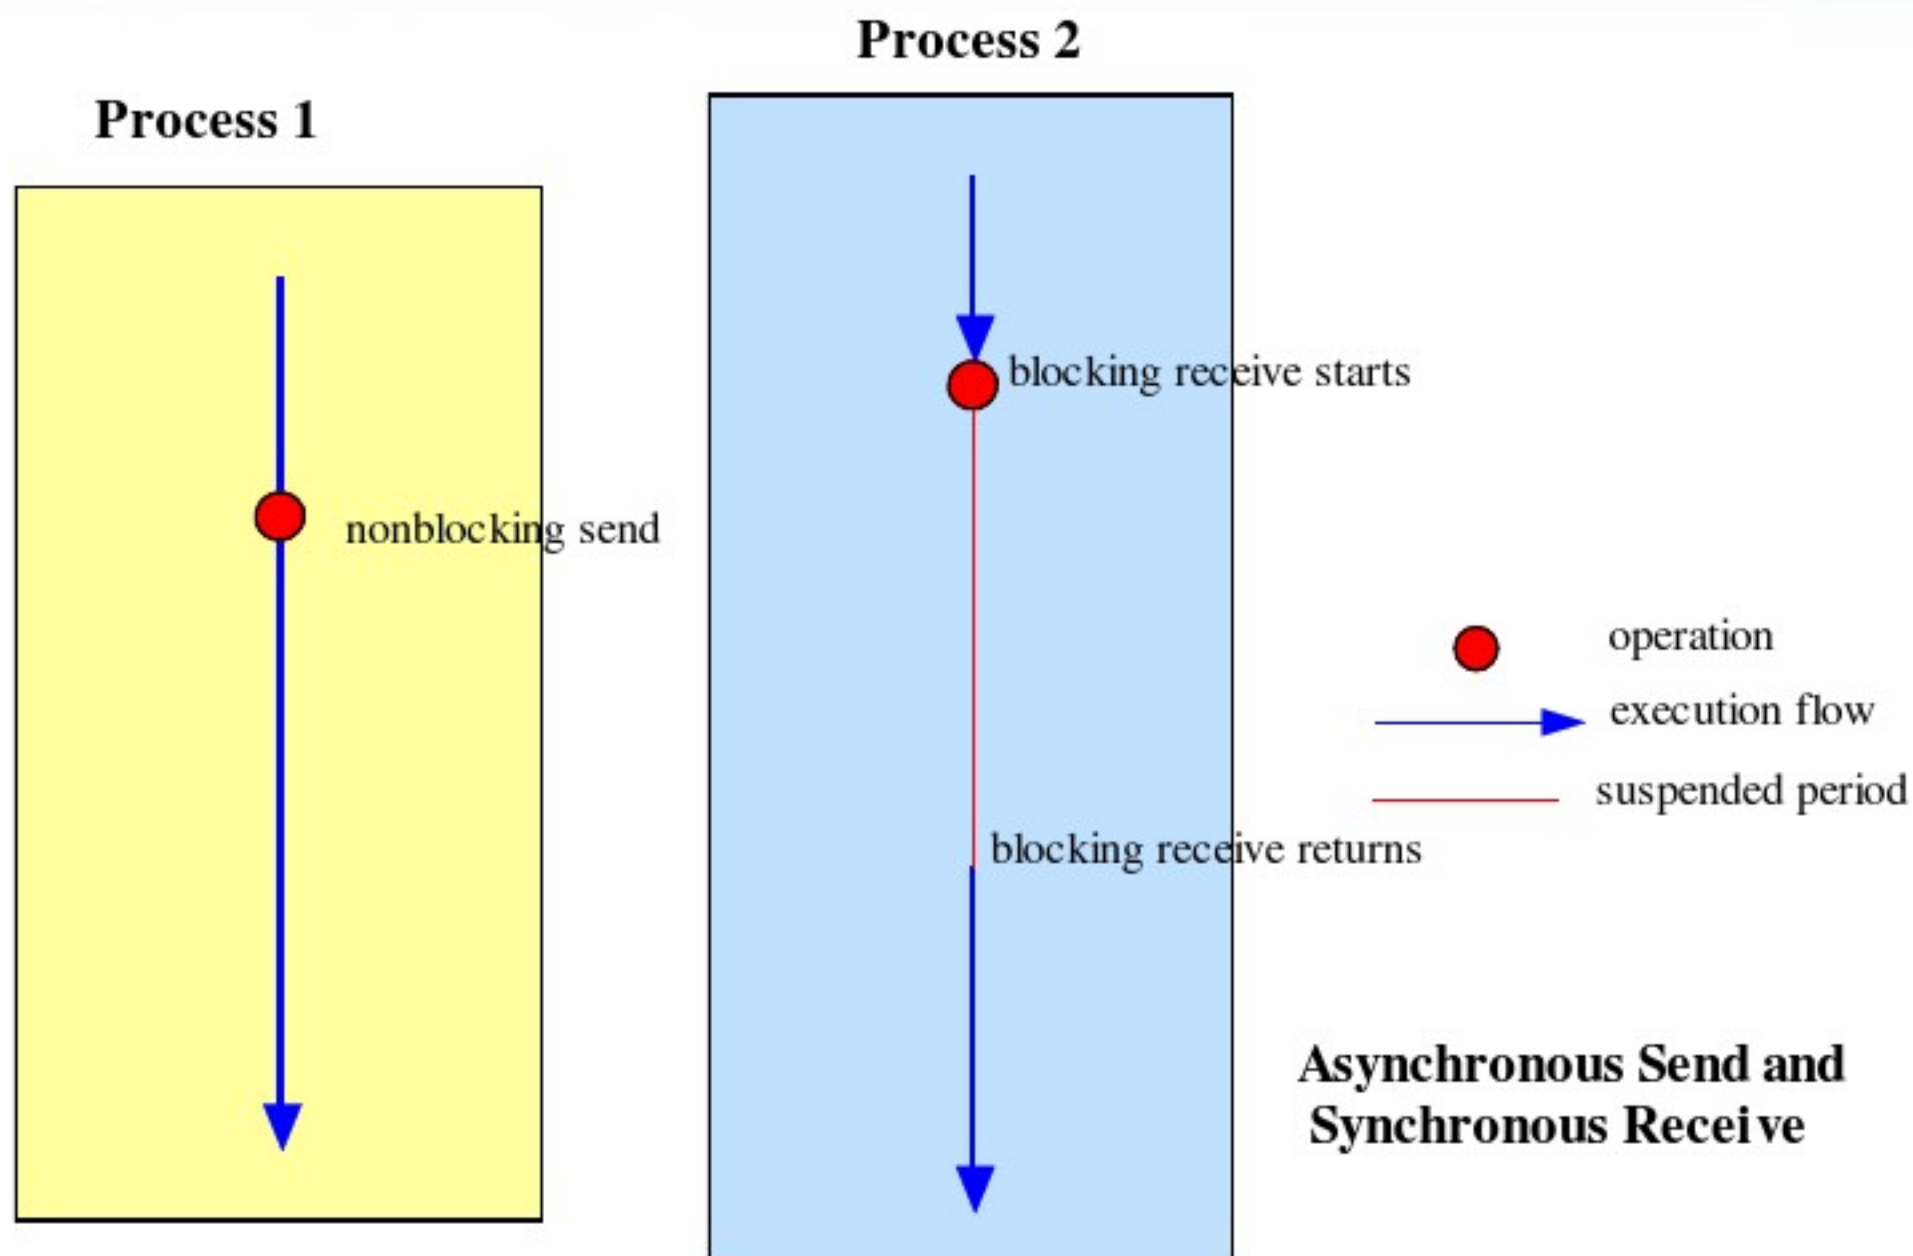 Process 2
Process 1
blocking receive starts
nonblocking send
operation
execution flow
suspended period
blocking receive returns
Asynchronous Send and
Synchronous Receive